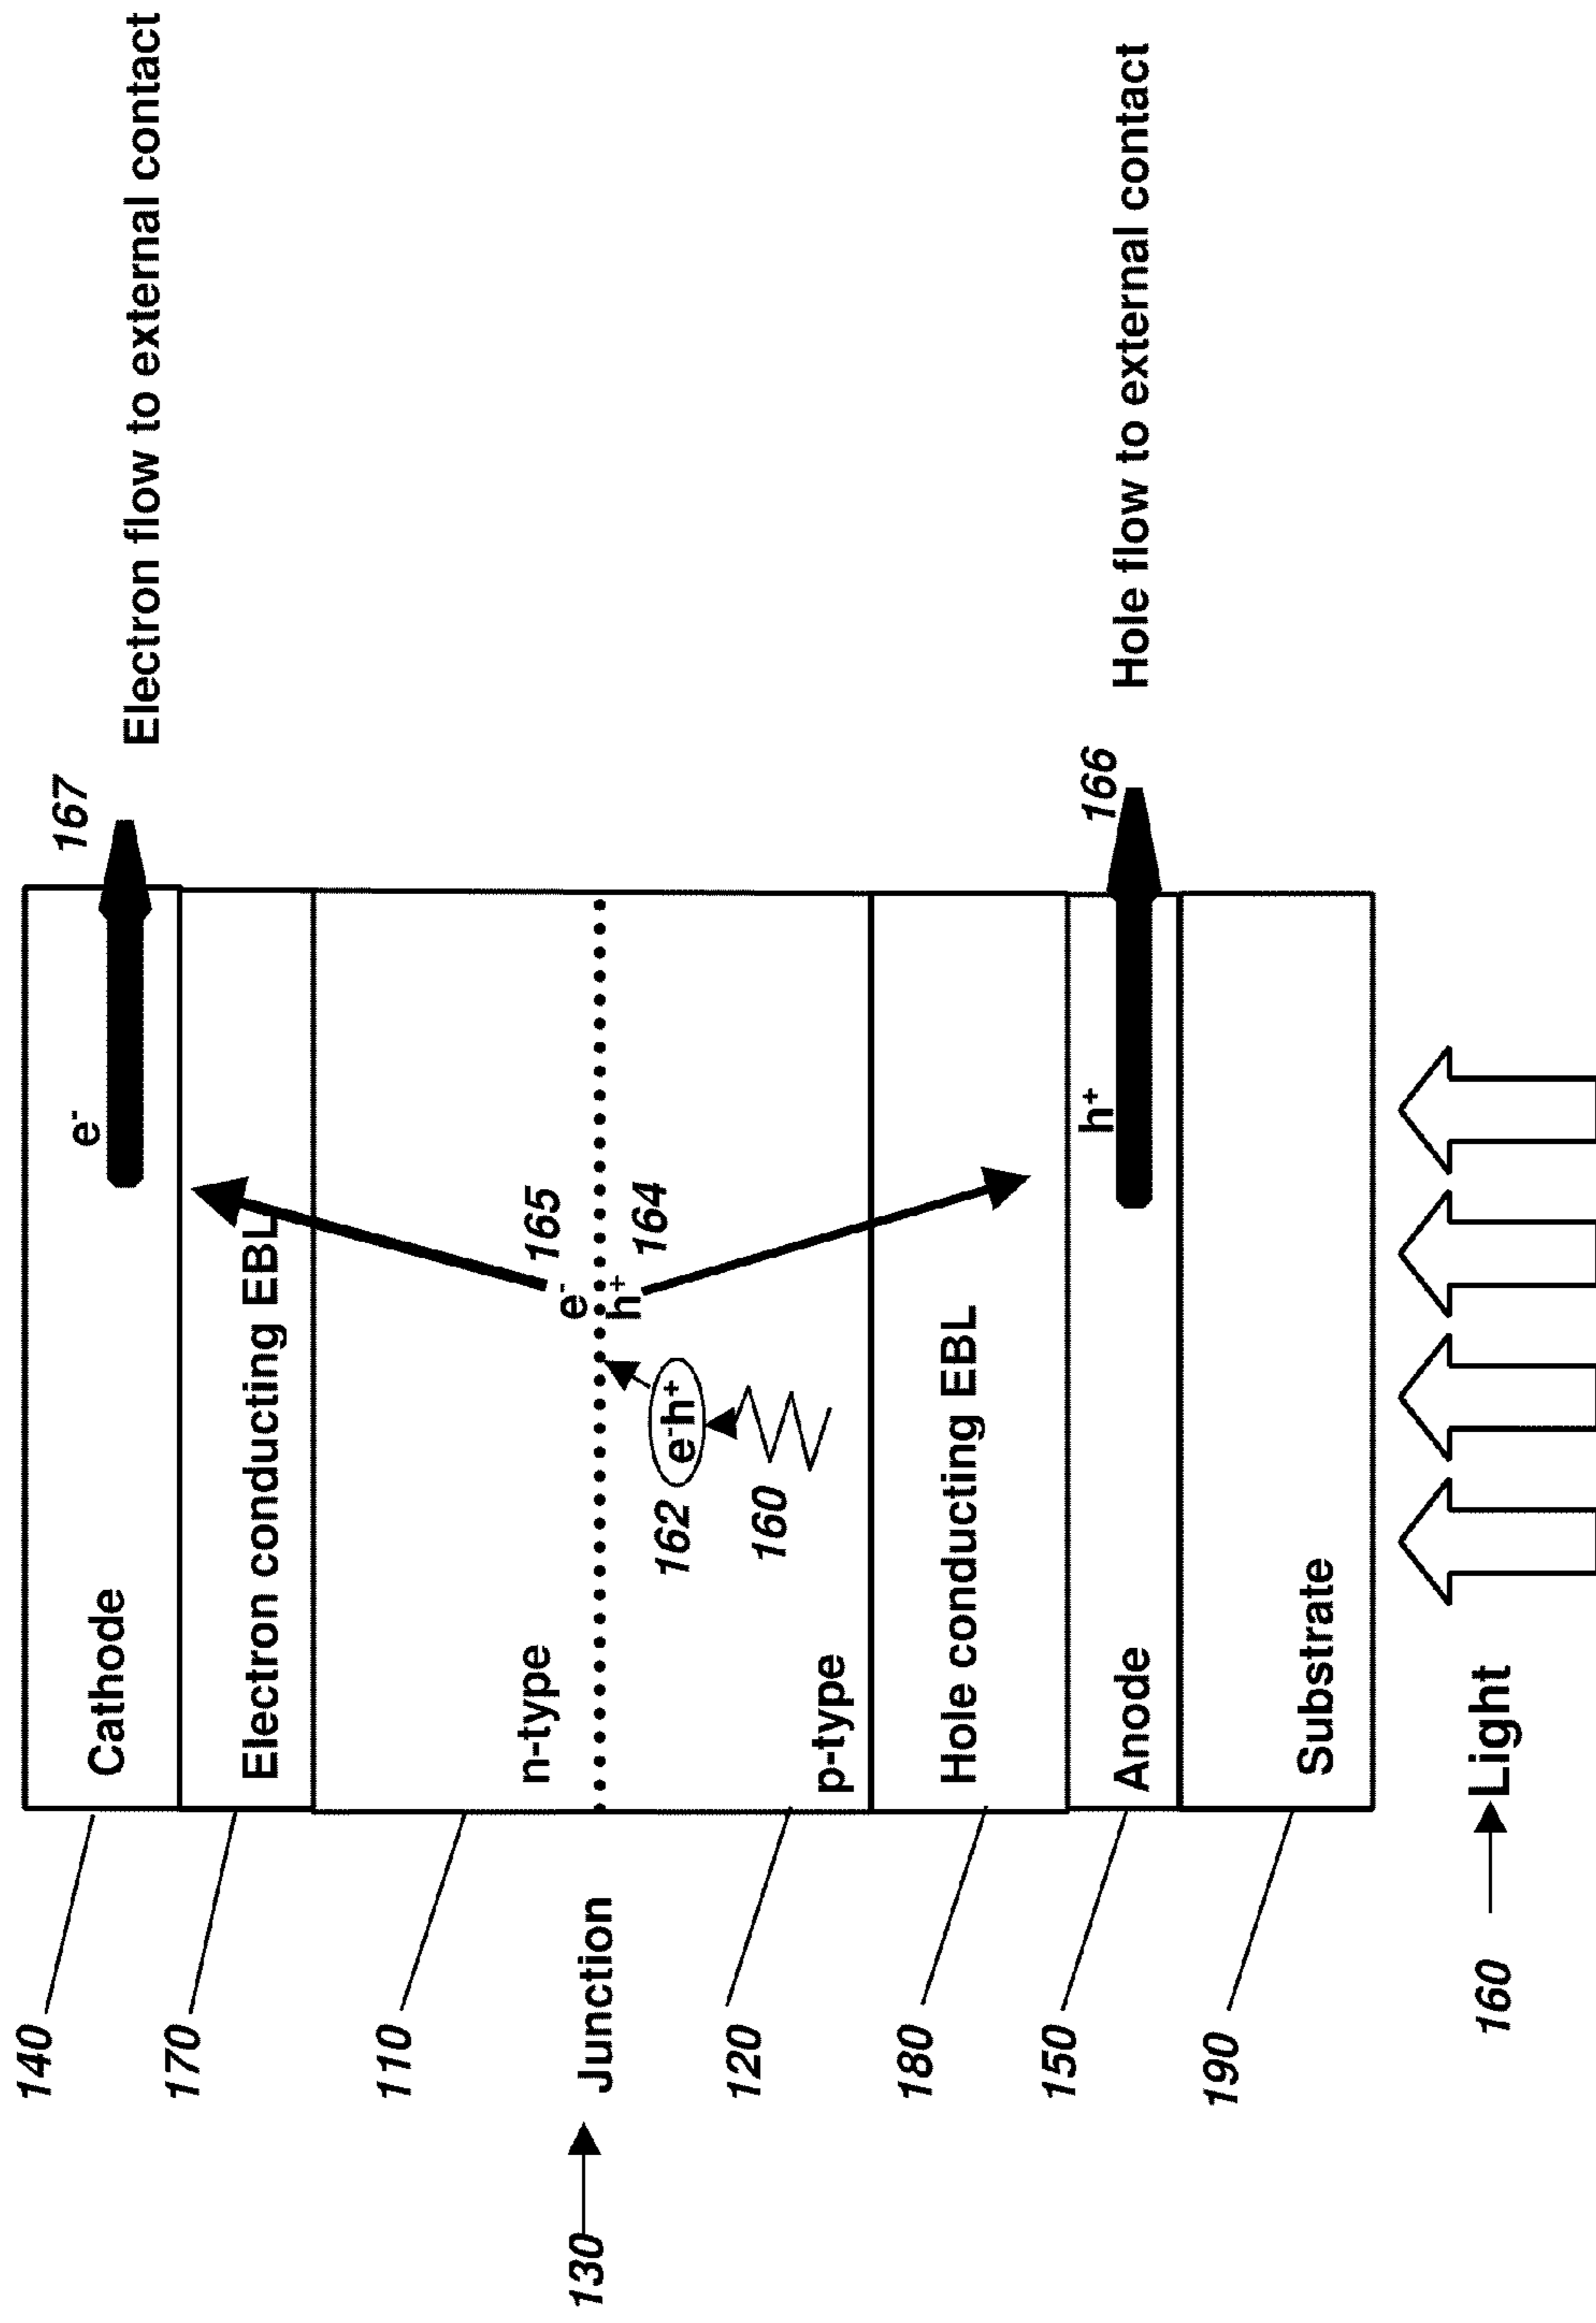 140
167
e-
Cathode
Electron flow to external contact
170
Electron conducting EBL
110
n-type
165
e-
130
Junction
h+
164
162
e-h+
120
160
p-type
180
Hole conducting EBL
150
h+
166
Anode
Hole flow to external contact
190
Substrate
160
Light